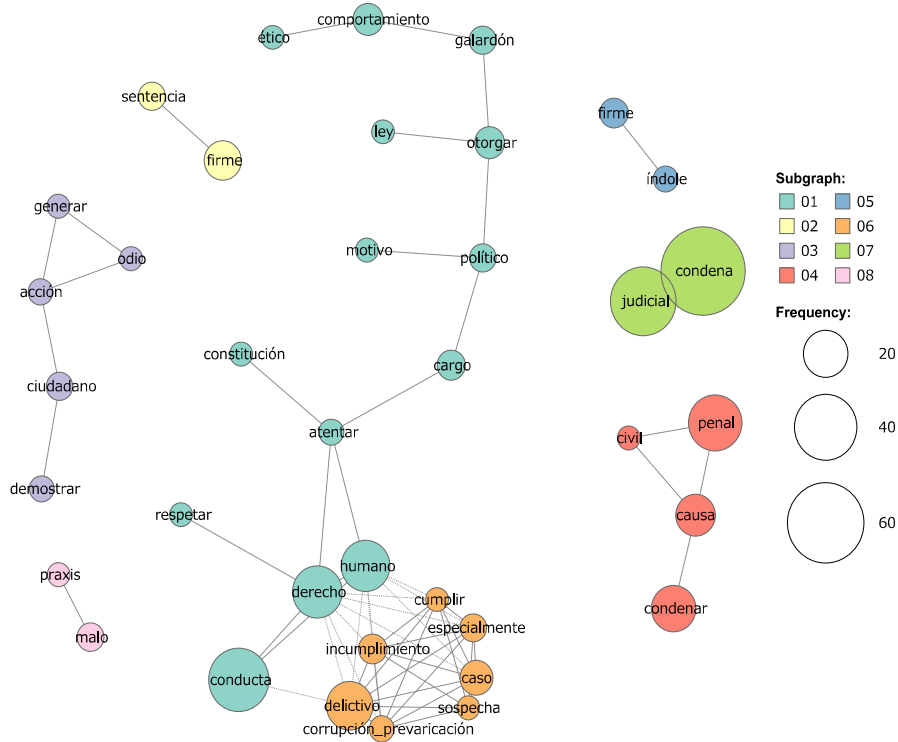 comportamiento
ético
galardón
sentencia
firme
ley
otorgar
firme
índole
Subgraph:
01 05
02 06
03 07
04 08
generar
odio
acción
motivo
político
condena
judicial
Frequency:
20
40
60
constitución
cargo
ciudadano
atentar
civil
penal
demostrar
respetar
causa
praxis
malo
humano
derecho
cumplir
especialmente
condenar
incumplimiento
conducta
caso
delictivo
sospecha
corrupción_prevaricación